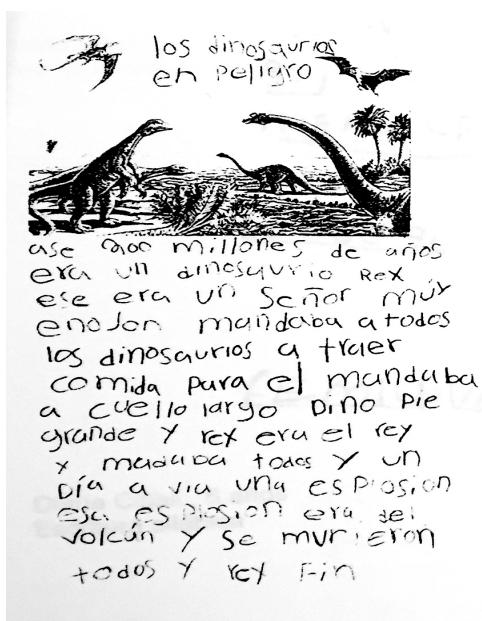 los dinosaurios
en peligro
ase 200 millones de años
era un dinosaurio Rex
ese era un Señor muy
enoJon mandaba a todos
los dinosaurios a traer
comida para el mandaba
a cuello largo Dino pie
grande y rex era el rey
y madaba todos y un
Día a via una esplosion
esa esplosion era del
volcán y se murieron
todos y rey Fin